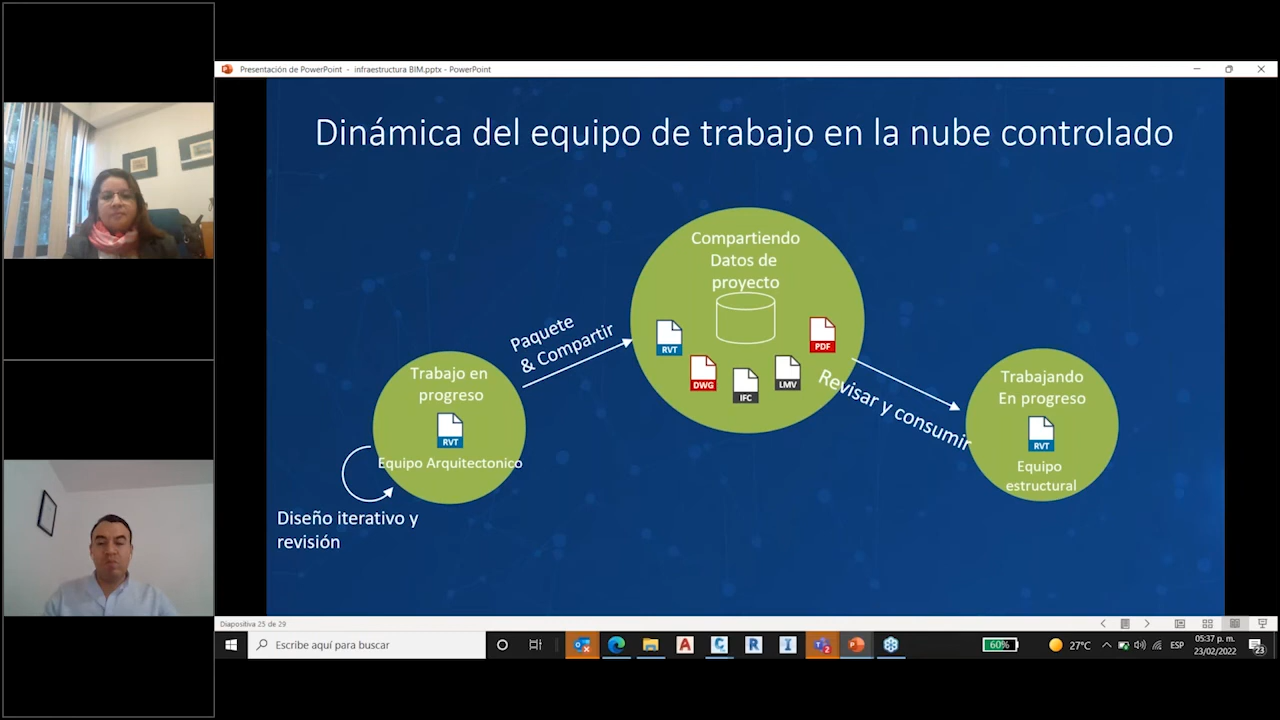 Presentación de PowerPoint - infraestructura BIM.pptx - PowerPoint
Dinámica del equipo de trabajo en la nube controlado
Compartiendo
Datos de
proyecto
RVT
DWG
IFC
LMV
PDF
Paquete
& Compartir
Revisar y consumir
Trabajo en
progreso
RVT
Equipo Arquitectonico
Diseño iterativo y
revisión
Trabajando
En progreso
RVT
Equipo
estructural
Diapositiva 25 de 29
Escribe aquí para buscar
60%
27°C
ESP
05:37 p. m.
23/02/2022
23